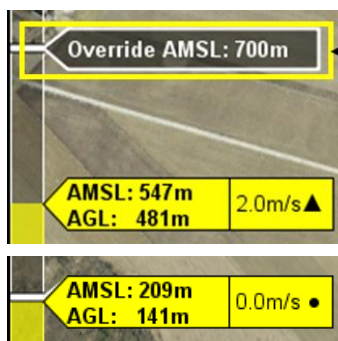 Override AMSL: 700m
AMSL: 547m
AGL: 481m
2.0m/s▲
AMSL: 209m
AGL: 141m
0.0m/s ●